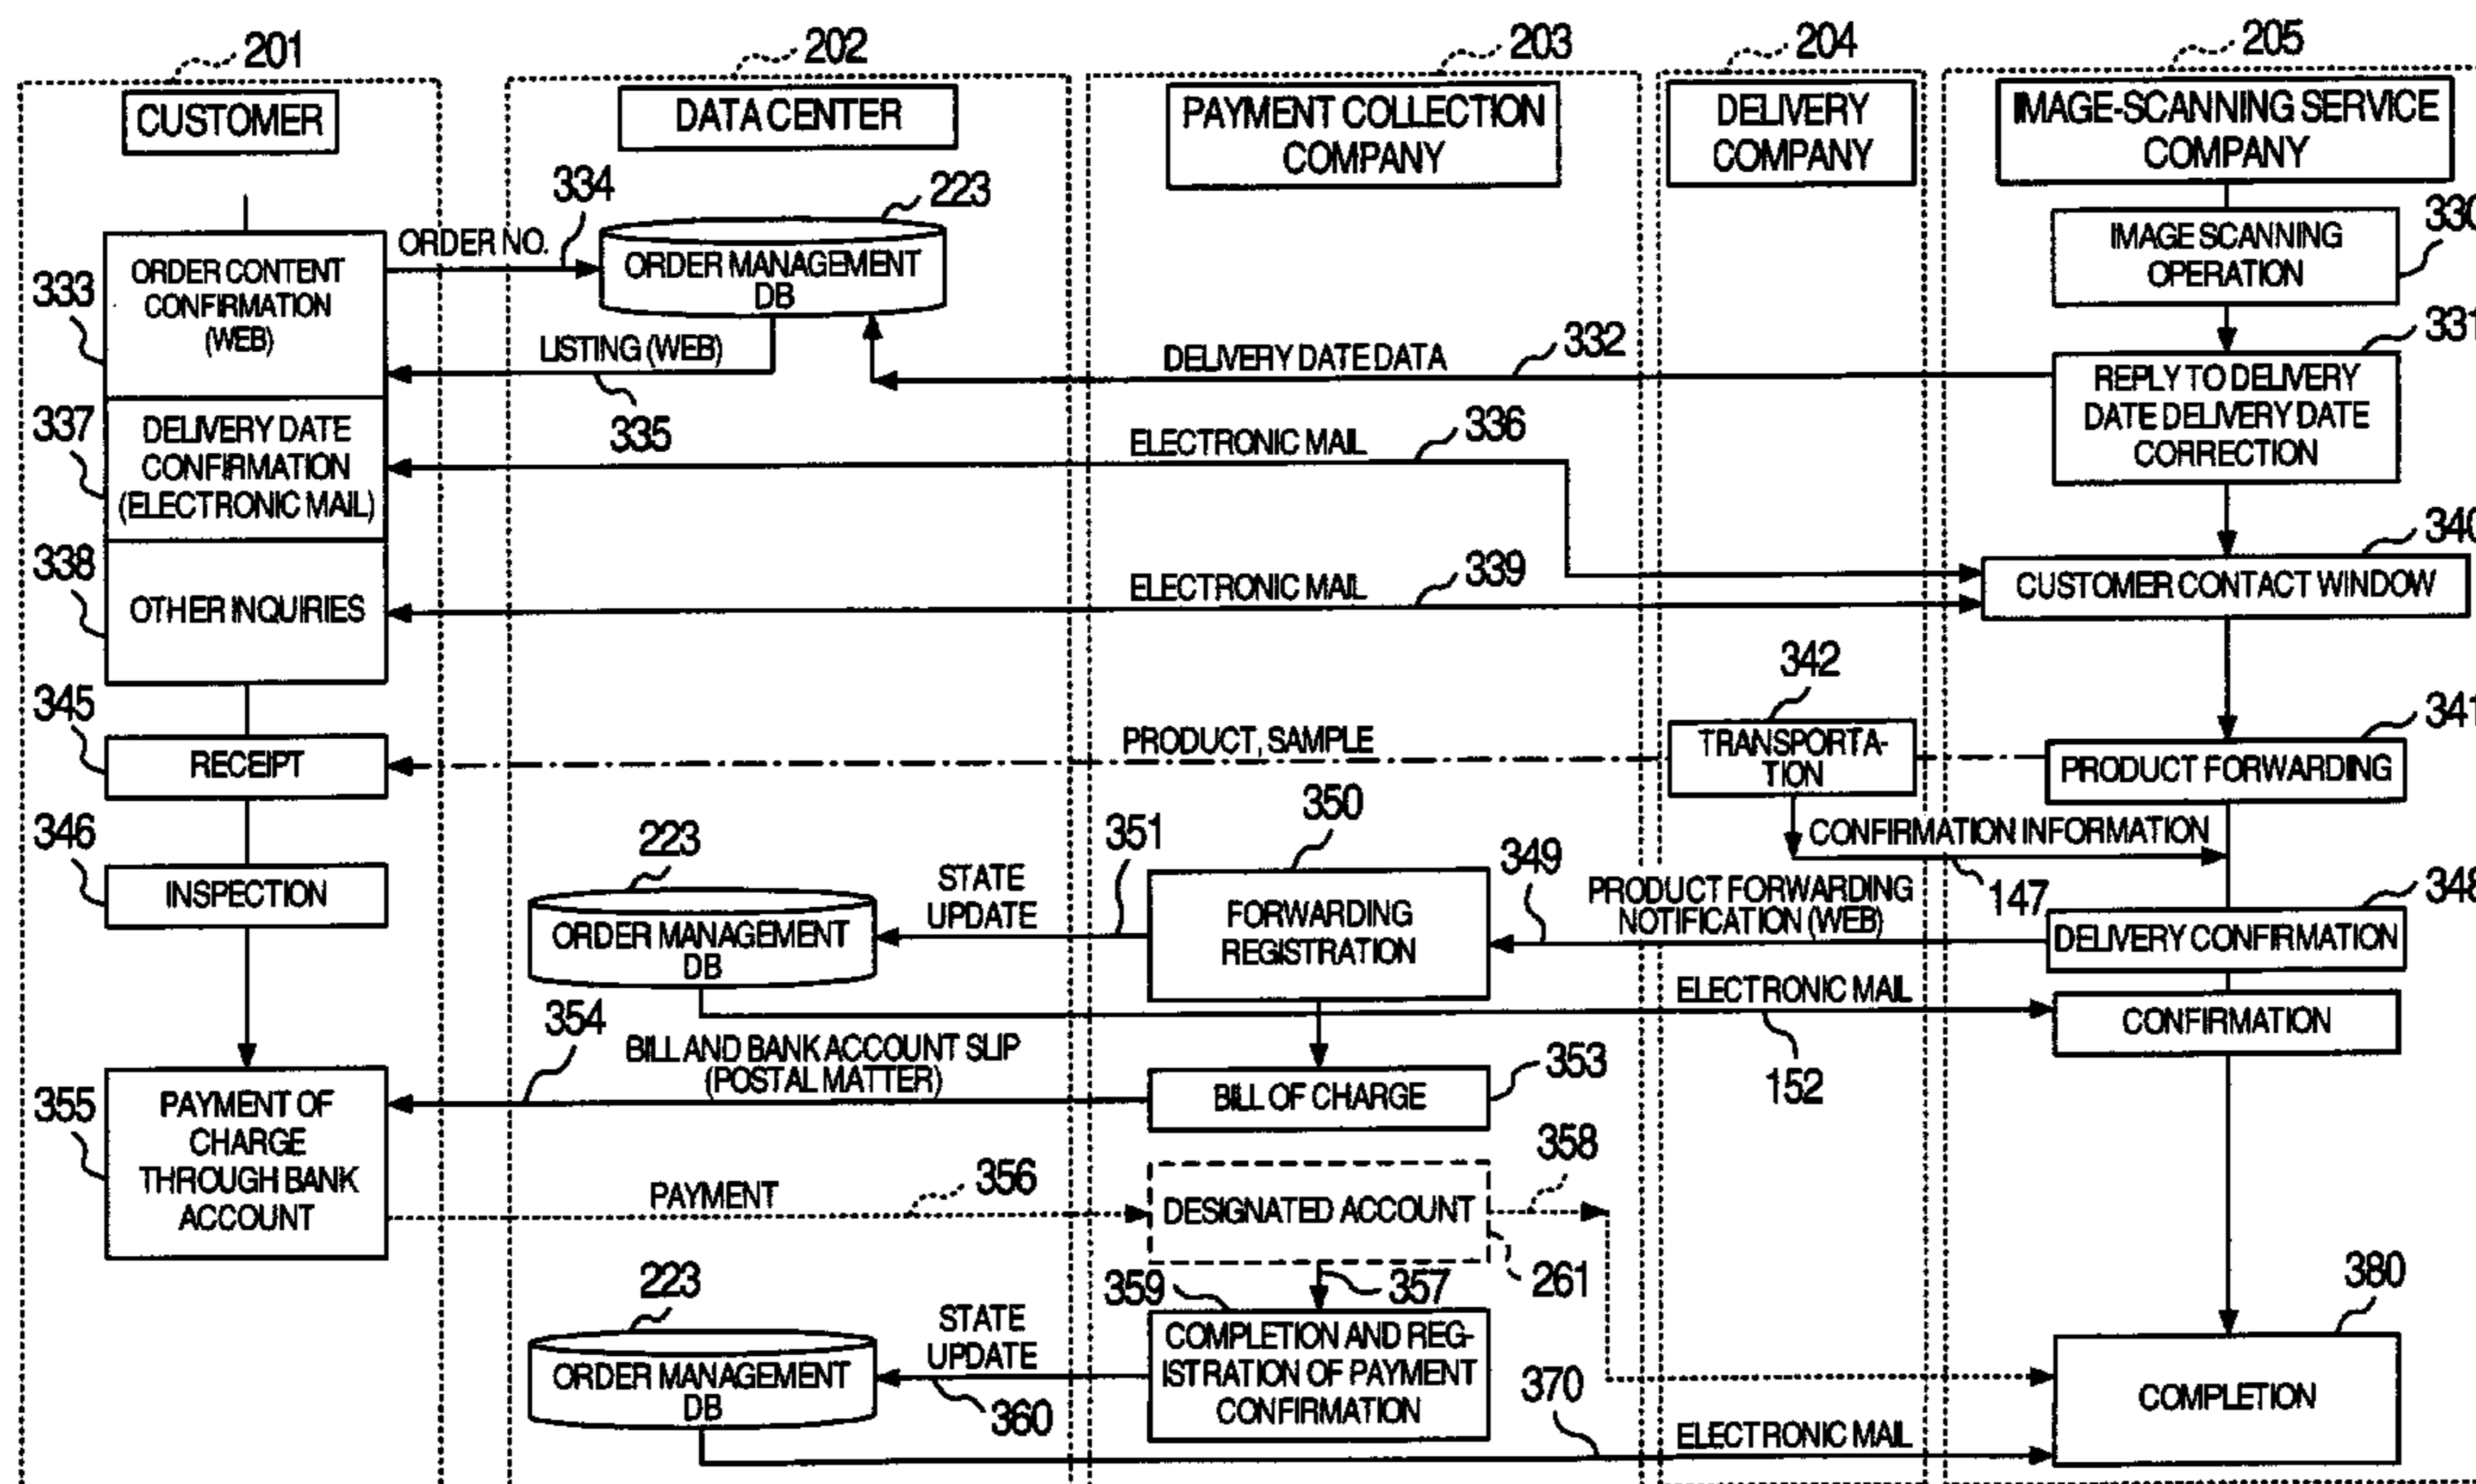 201
202
203
204
205
CUSTOMER
DATA CENTER
PAYMENT COLLECTION
COMPANY
DELIVERY
COMPANY
IMAGE-SCANNING SERVICE
COMPANY
334
223
330
ORDER NO.
ORDER CONTENT
CONFIRMATION
(WEB)
333
ORDER MANAGEMENT
DB
IMAGE SCANNING
OPERATION
LISTING (WEB)
335
DELIVERY DATE DATA
332
331
REPLY TO DELIVERY
DATE DELIVERY DATE
CORRECTION
337
DELIVERY DATE
CONFIRMATION
(ELECTRONIC MAIL)
ELECTRONIC MAIL
336
340
338
OTHER INQUIRIES
ELECTRONIC MAIL
339
CUSTOMER CONTACT WINDOW
342
341
345
RECEIPT
PRODUCT, SAMPLE
TRANSPORTA-
TION
PRODUCT FORWARDING
CONFIRMATION INFORMATION
147
346
INSPECTION
223
ORDER MANAGEMENT
DB
351
STATE
UPDATE
350
FORWARDING
REGISTRATION
349
PRODUCT FORWARDING
NOTIFICATION (WEB)
348
DELIVERY CONFIRMATION
ELECTRONIC MAIL
152
CONFIRMATION
354
BILL AND BANK ACCOUNT SLIP
(POSTAL MATTER)
BILL OF CHARGE
353
355
PAYMENT OF
CHARGE
THROUGH BANK
ACCOUNT
PAYMENT
356
DESIGNATED ACCOUNT
358
261
357
359
223
ORDER MANAGEMENT
DB
STATE
UPDATE
360
COMPLETION AND REG-
ISTRATION OF PAYMENT
CONFIRMATION
370
ELECTRONIC MAIL
380
COMPLETION